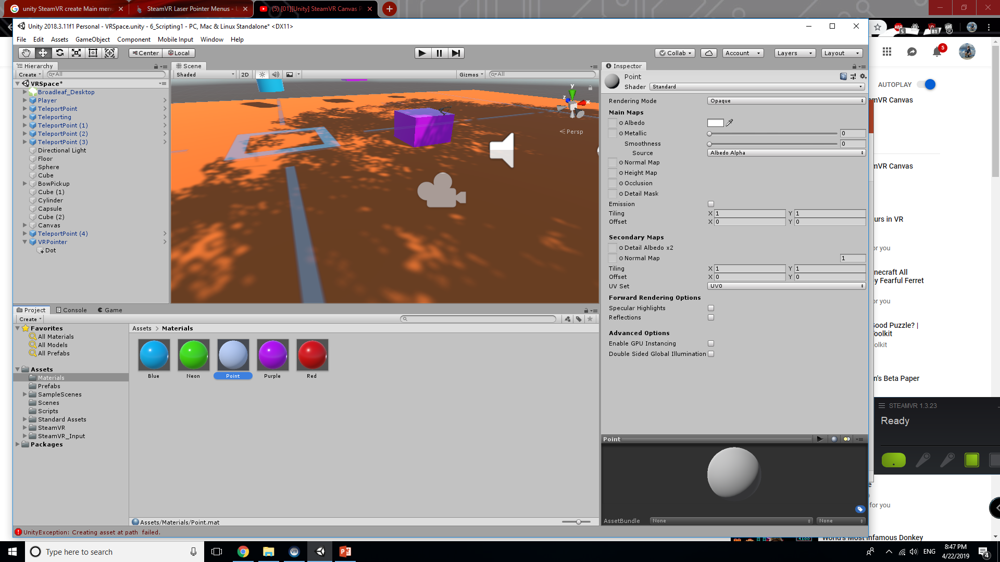 unity SteamVR create Main menu
SteamVR Laser Pointer Menus - U
(5) [01][Unity] SteamVR Canvas P
Unity 2018.3.11f1 Personal - VRSpace.unity - 6_Scripting1 - PC, Mac & Linux Standalone* <DX11>
File Edit Assets GameObject Component Mobile Input Window Help
Center Local Collab Account Layers Layout
Hierarchy
Create All
VRSpace*
Broadleaf_Desktop
Player
TeleportPoint
Teleporting
TeleportPoint (1)
TeleportPoint (2)
TeleportPoint (3)
Directional Light
Floor
Sphere
Cube
BowPickup
Cube (1)
Cylinder
Capsule
Cube (2)
Canvas
TeleportPoint (4)
VRPointer
Dot
Scene
Shaded 2D Gizmos All
y
z x
Persp
Inspector
Point
Shader Standard
Rendering Mode Opaque
Main Maps
Albedo
Metallic 0
Smoothness 0
Source Albedo Alpha
Normal Map
Height Map
Occlusion
Detail Mask
Emission
Tiling X 1 Y 1
Offset X 0 Y 0
Secondary Maps
Detail Albedo x2
Normal Map 1
Tiling X 1 Y 1
Offset X 0 Y 0
UV Set UV0
Forward Rendering Options
Specular Highlights
Reflections
Advanced Options
Enable GPU Instancing
Double Sided Global Illumination
Point
AssetBundle None None
Project Console Game
Create
Favorites
All Materials
All Models
All Prefabs
Assets
Materials
Prefabs
SampleScenes
Scenes
Scripts
Standard Assets
SteamVR
SteamVR_Input
Packages
Assets > Materials
Blue Neon Point Purple Red
Assets/Materials/Point.mat
UnityException: Creating asset at path failed.
5 81
5
AUTOPLAY
mVR Canvas
mVR Canvas
urs in VR
or you
necraft All
y Fearful Ferret
or you
Good Puzzle? |
olkit
olkit
n's Beta Paper
STEAMVR 1.3.23
Ready
e
for you
World's Most Infamous Donkey
Type here to search
VR
ENG
8:47 PM
4/22/2019
4